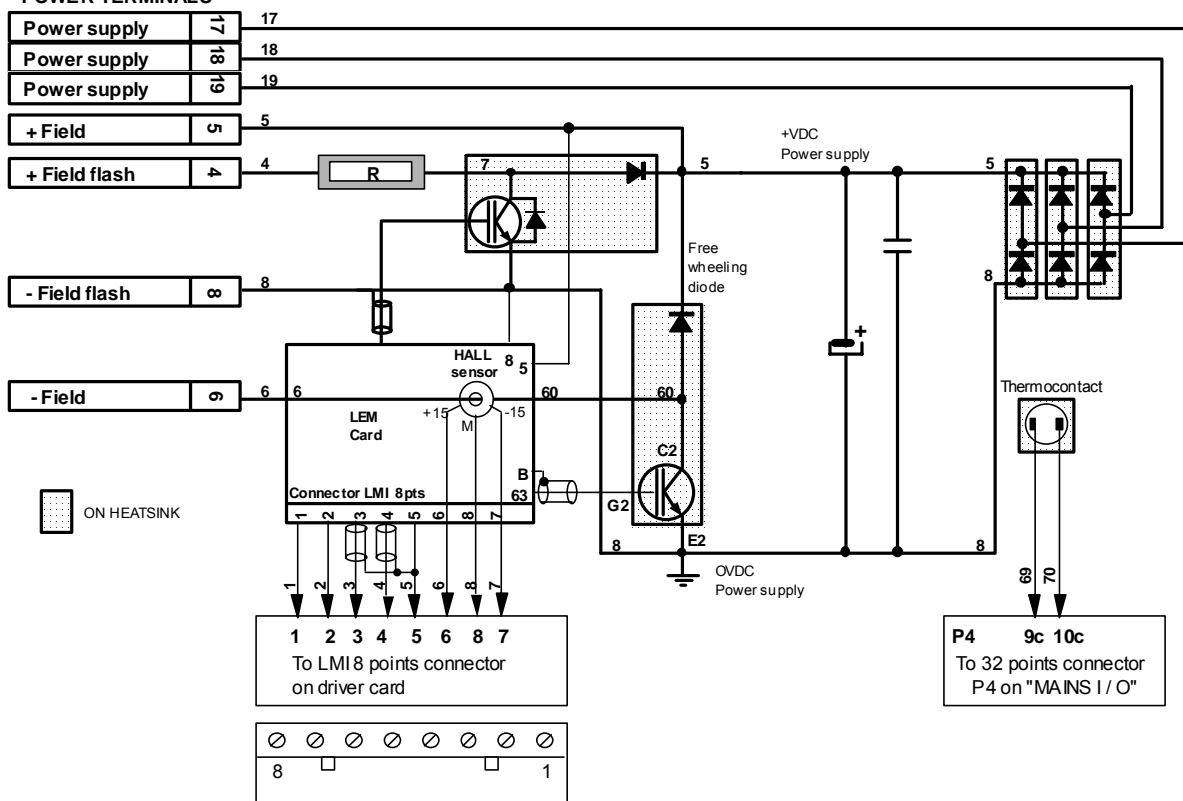 POWER TERMINALS
Power supply 17 17
Power supply 18 18
Power supply 19 19
+ Field 5 5
+ Field flash 4 4
R
7
5
+VDC
Power supply
5
- Field flash 8 8
Free
wheeling
diode
8
+
HALL
sensor
8
5
- Field 6 6
6
60
60
LEM
Card
+15
M
-15
Thermocontact
C2
B
Connector LMI 8pts
63
G2
ON HEATSINK
1 2 3 4 5 6 8 7
8
E2
8
OVDC
Power supply
1 2 3 4 5 6 8 7
69 70
1 2 3 4 5 6 8 7
To LMI 8 points connector
on driver card
P4 9c 10c
To 32 points connector
P4 on "MAINS I / O"
8 1